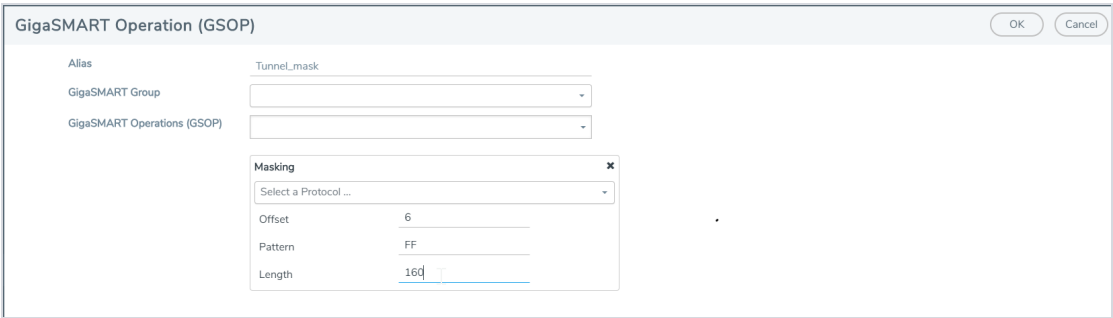 GigaSMART Operation (GSOP)
OK
Cancel
Alias
Tunnel_mask
GigaSMART Group
GigaSMART Operations (GSOP)
Masking
Select a Protocol ...
Offset
6
Pattern
FF
Length
160